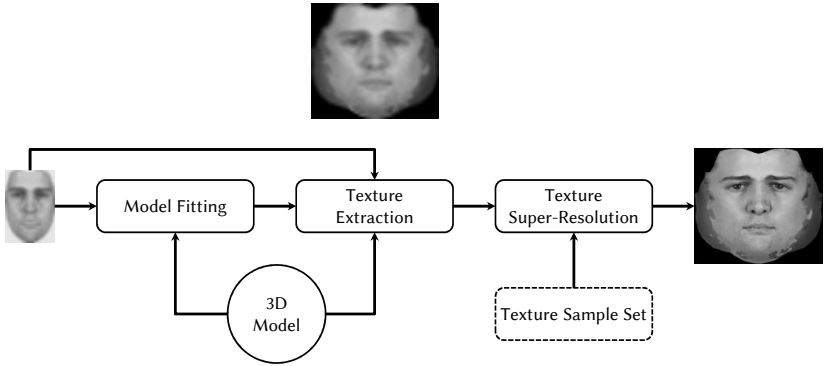 Model Fitting
Texture
Extraction
Texture
Super-Resolution
3D
Model
Texture Sample Set